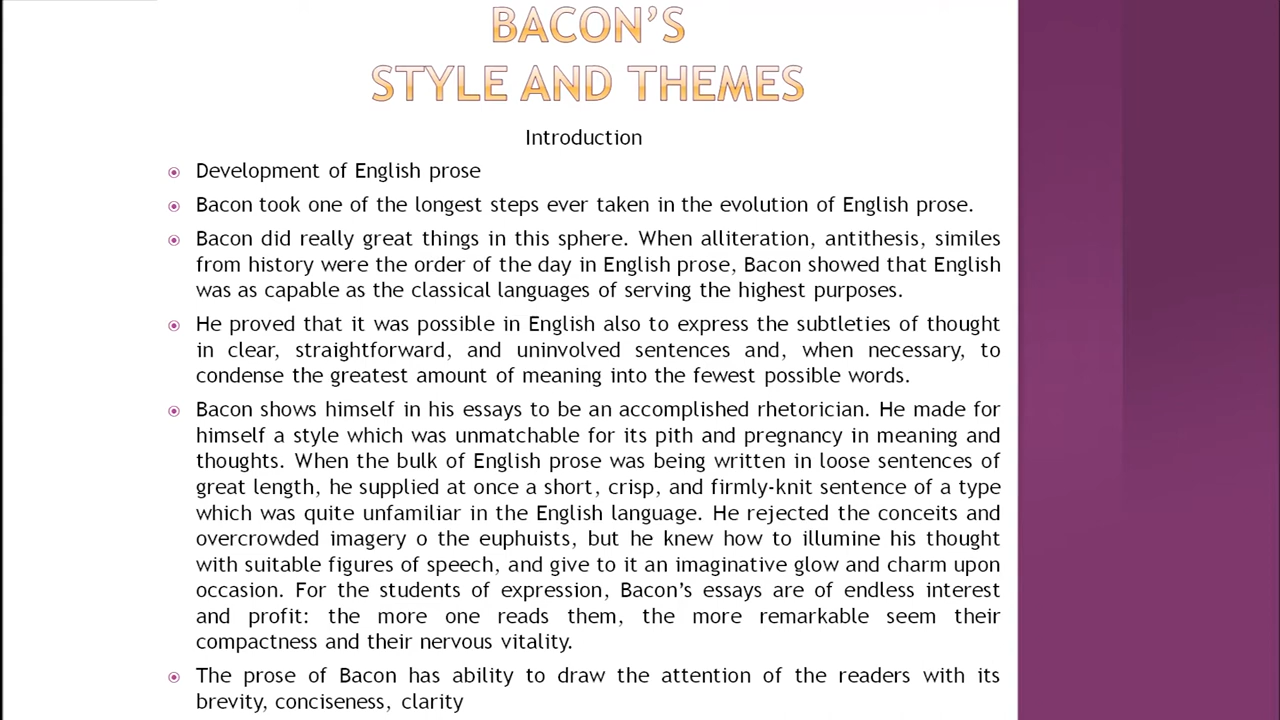 BACON'S
STYLE AND THEMES
Introduction
Development of English prose
Bacon took one of the longest steps ever taken in the evolution of English prose.
Bacon did really great things in this sphere. When alliteration, antithesis, similes
from history were the order of the day in English prose, Bacon showed that English
was as capable as the classical languages of serving the highest purposes.
He proved that it was possible in English also to express the subtleties of thought
in clear, straightforward, and uninvolved sentences and, when necessary, to
condense the greatest amount of meaning into the fewest possible words.
Bacon shows himself in his essays to be an accomplished rhetorician. He made for
himself a style which was unmatchable for its pith and pregnancy in meaning and
thoughts. When the bulk of English prose was being written in loose sentences of
great length, he supplied at once a short, crisp, and firmly-knit sentence of a type
which was quite unfamiliar in the English language. He rejected the conceits and
overcrowded imagery o the euphuists, but he knew how to illumine his thought
with suitable figures of speech, and give to it an imaginative glow and charm upon
occasion. For the students of expression, Bacon's essays are of endless interest
and profit: the more one reads them, the more remarkable seem their
compactness and their nervous vitality.
The prose of Bacon has ability to draw the attention of the readers with its
brevity, conciseness, clarity